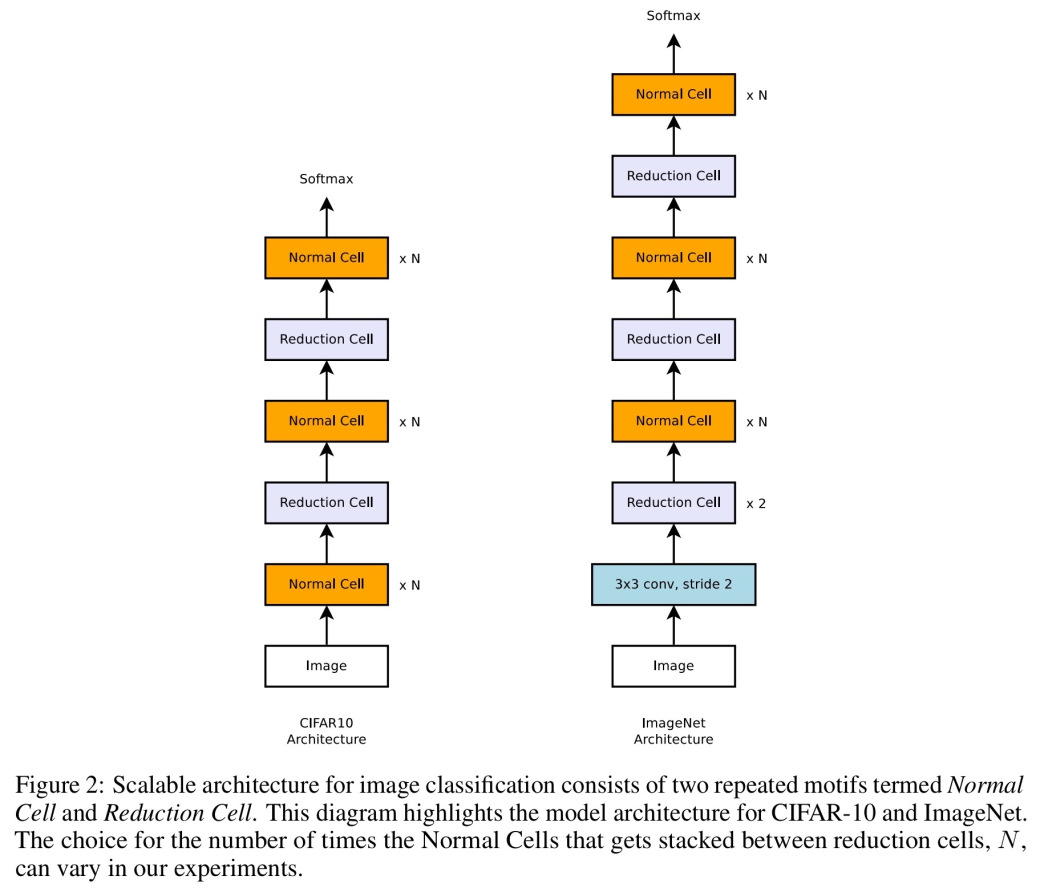 Softmax
Normal Cell x N
Reduction Cell
Normal Cell x N
Reduction Cell
Normal Cell x N
Image
CIFAR10
Architecture
Softmax
Normal Cell x N
Reduction Cell
Normal Cell x N
Reduction Cell
Normal Cell x N
Reduction Cell x 2
3x3 conv, stride 2
Image
ImageNet
Architecture
Figure 2: Scalable architecture for image classification consists of two repeated motifs termed Normal
Cell and Reduction Cell. This diagram highlights the model architecture for CIFAR-10 and ImageNet.
The choice for the number of times the Normal Cells that gets stacked between reduction cells, N,
can vary in our experiments.